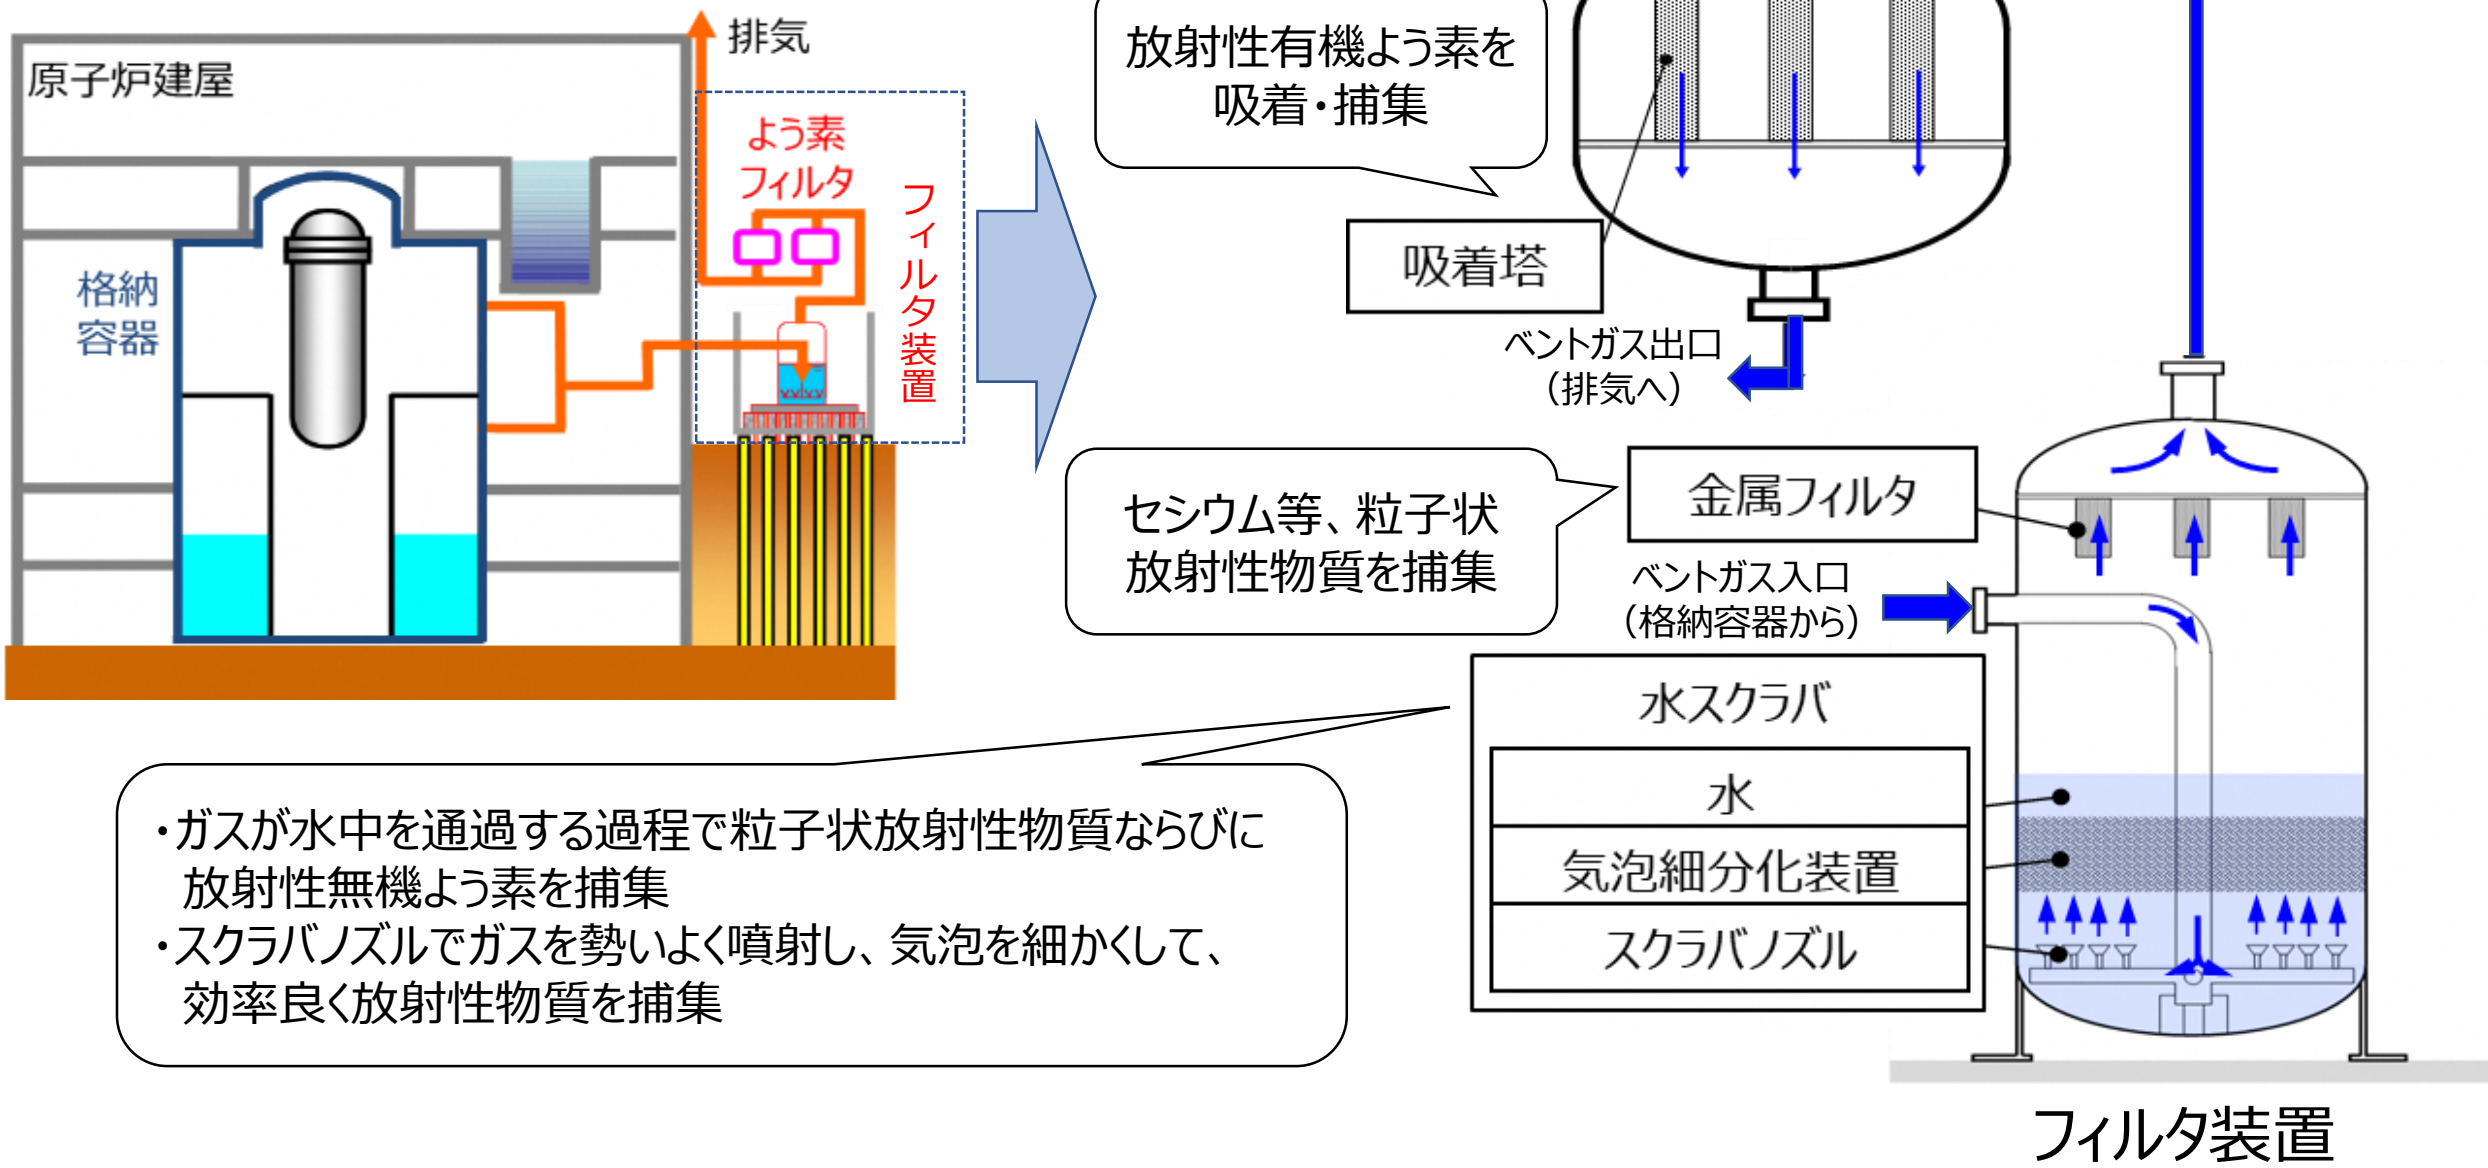 排気
原子炉建屋
よう素
フィルタ
フィルタ装置
格納
容器
放射性有機よう素を
吸着・捕集
吸着塔
ベントガス出口
（排気へ）
セシウム等、粒子状
放射性物質を捕集
金属フィルタ
ベントガス入口
（格納容器から）
水スクラバ
水
気泡細分化装置
スクラバノズル
・ガスが水中を通過する過程で粒子状放射性物質ならびに
放射性無機よう素を捕集
・スクラバノズルでガスを勢いよく噴射し、気泡を細かくして、
効率良く放射性物質を捕集
フィルタ装置